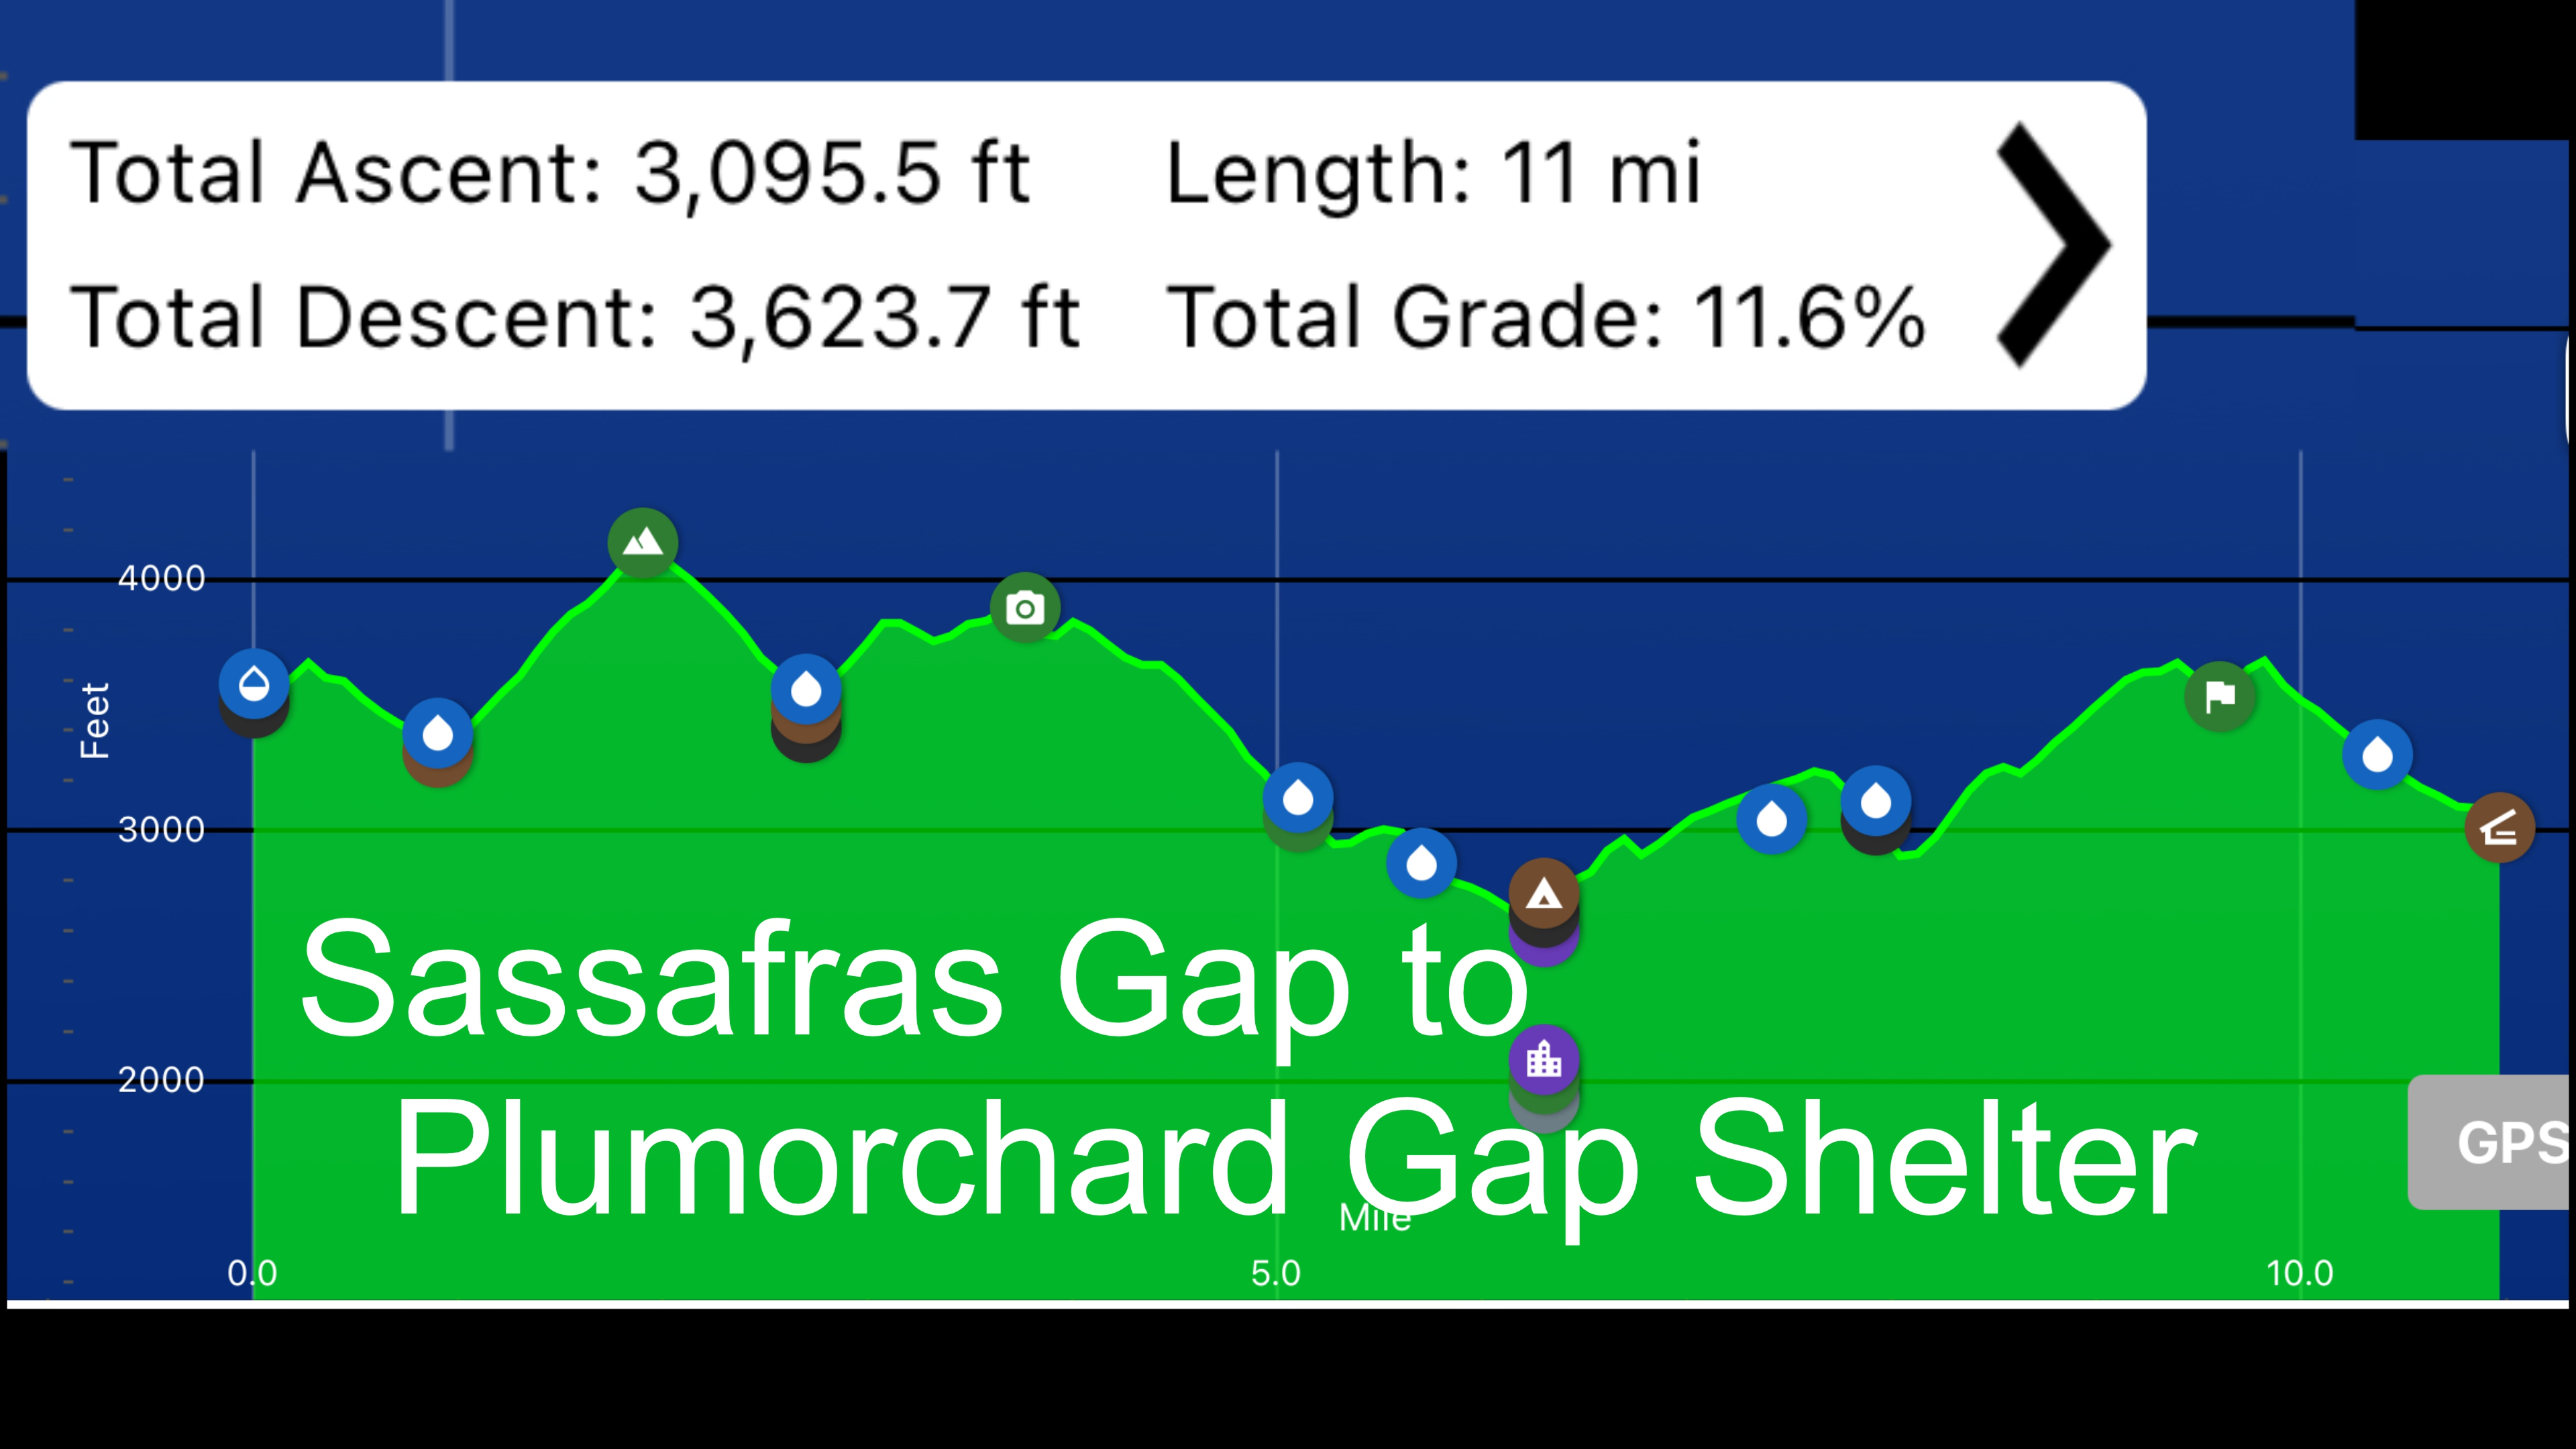 Total Ascent: 3,095.5 ft Length: 11 mi
Total Descent: 3,623.7 ft Total Grade: 11.6%
4000
Feet
3000
Sassafras Gap to
2000
Plumorchard Gap Shelter
GPS
Mile
0.0 5.0 10.0